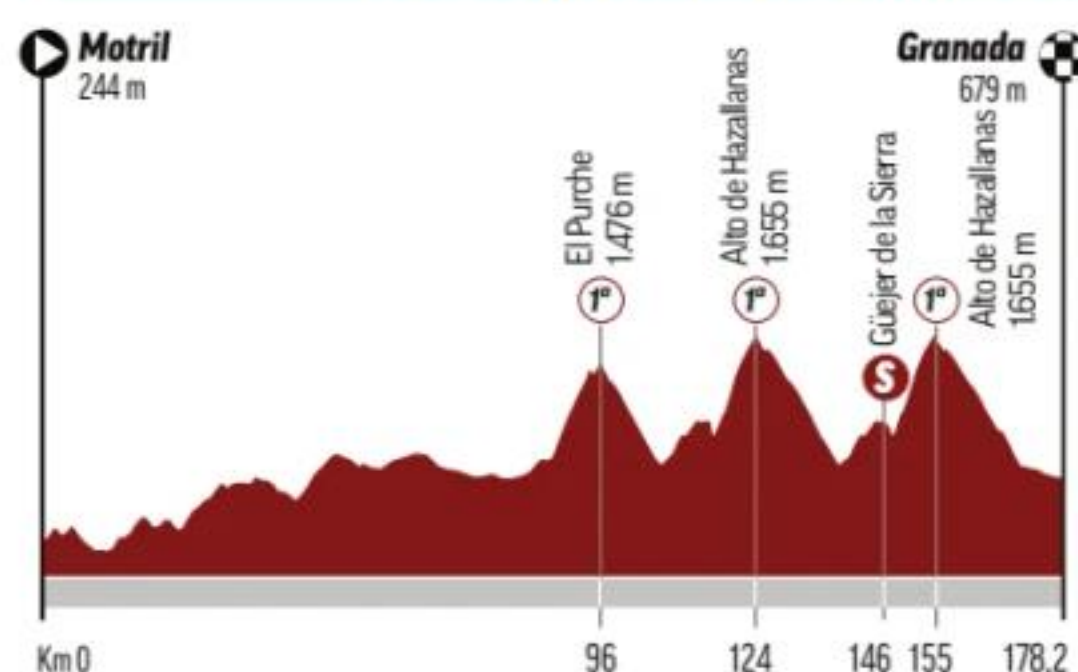 Motril
244 m
Granada
679 m
El Purche
1.476 m
1ª
Alto de Hazallanas
1.655 m
1ª
Güejer de la Sierra
S
1ª
Alto de Hazallanas
1.655 m
Km 0
96
124
146
155
178.2